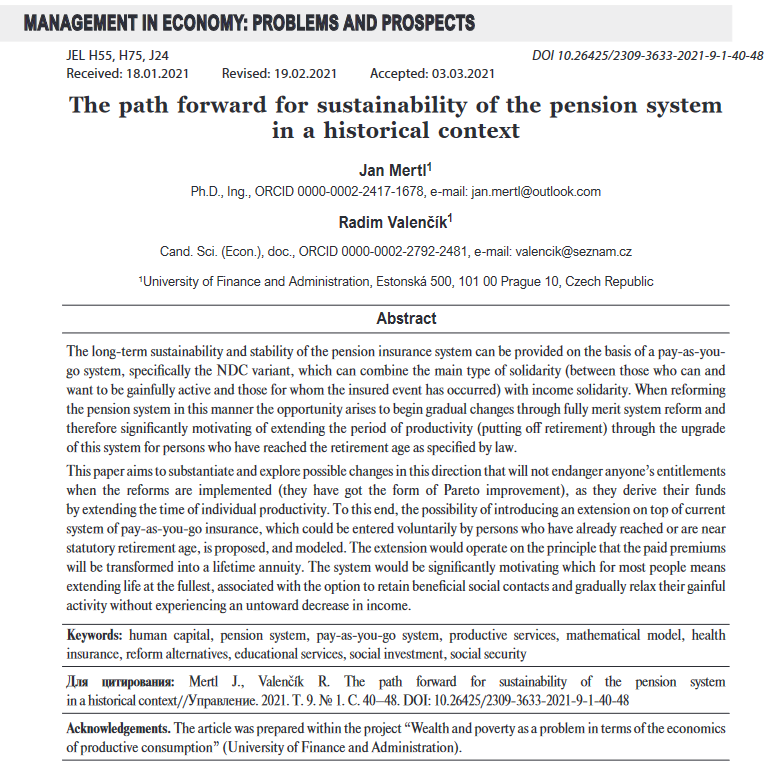 MANAGEMENT IN ECONOMY: PROBLEMS AND PROSPECTS
JEL H55, H75, J24 DOI 10.26425/2309-3633-2021-9-1-40-48
Received: 18.01.2021 Revised: 19.02.2021 Accepted: 03.03.2021
The path forward for sustainability of the pension system
in a historical context
Jan Mertl¹
Ph.D., Ing., ORCID 0000-0002-2417-1678, e-mail: jan.mertl@outlook.com
Radim Valenčík¹
Cand. Sci. (Econ.), doc., ORCID 0000-0002-2792-2481, e-mail: valencik@seznam.cz
¹University of Finance and Administration, Estonská 500, 101 00 Prague 10, Czech Republic
Abstract
The long-term sustainability and stability of the pension insurance system can be provided on the basis of a pay-as-you-
go system, specifically the NDC variant, which can combine the main type of solidarity (between those who can and
want to be gainfully active and those for whom the insured event has occurred) with income solidarity. When reforming
the pension system in this manner the opportunity arises to begin gradual changes through fully merit system reform and
therefore significantly motivating of extending the period of productivity (putting off retirement) through the upgrade
of this system for persons who have reached the retirement age as specified by law.
This paper aims to substantiate and explore possible changes in this direction that will not endanger anyone's entitlements
when the reforms are implemented (they have got the form of Pareto improvement), as they derive their funds
by extending the time of individual productivity. To this end, the possibility of introducing an extension on top of current
system of pay-as-you-go insurance, which could be entered voluntarily by persons who have already reached or are near
statutory retirement age, is proposed, and modeled. The extension would operate on the principle that the paid premiums
will be transformed into a lifetime annuity. The system would be significantly motivating which for most people means
extending life at the fullest, associated with the option to retain beneficial social contacts and gradually relax their gainful
activity without experiencing an untoward decrease in income.
Keywords: human capital, pension system, pay-as-you-go system, productive services, mathematical model, health
insurance, reform alternatives, educational services, social investment, social security
Для цитирования: Mertl J., Valenčík R. The path forward for sustainability of the pension system
in a historical context//Управление. 2021. Т. 9. № 1. С. 40–48. DOI: 10.26425/2309-3633-2021-9-1-40-48
Acknowledgements. The article was prepared within the project "Wealth and poverty as a problem in terms of the economics
of productive consumption" (University of Finance and Administration).